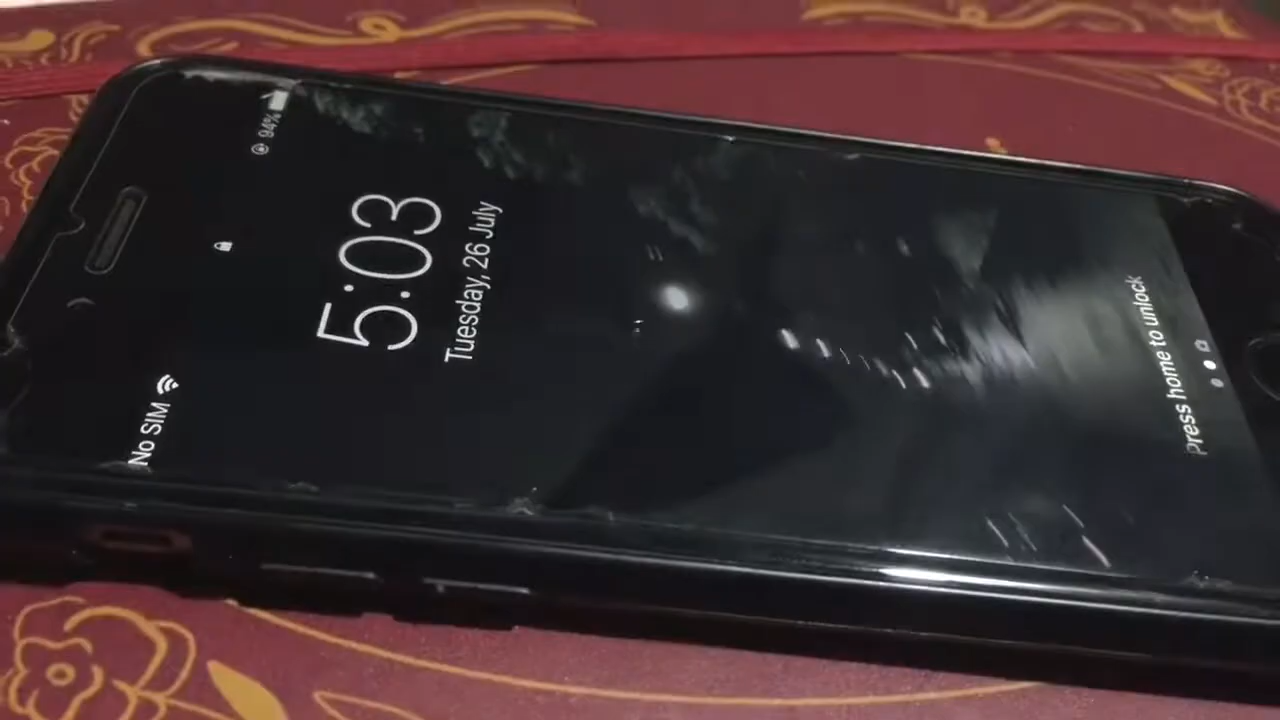 No SIM
94%
5:03
Tuesday, 26 July
Press home to unlock